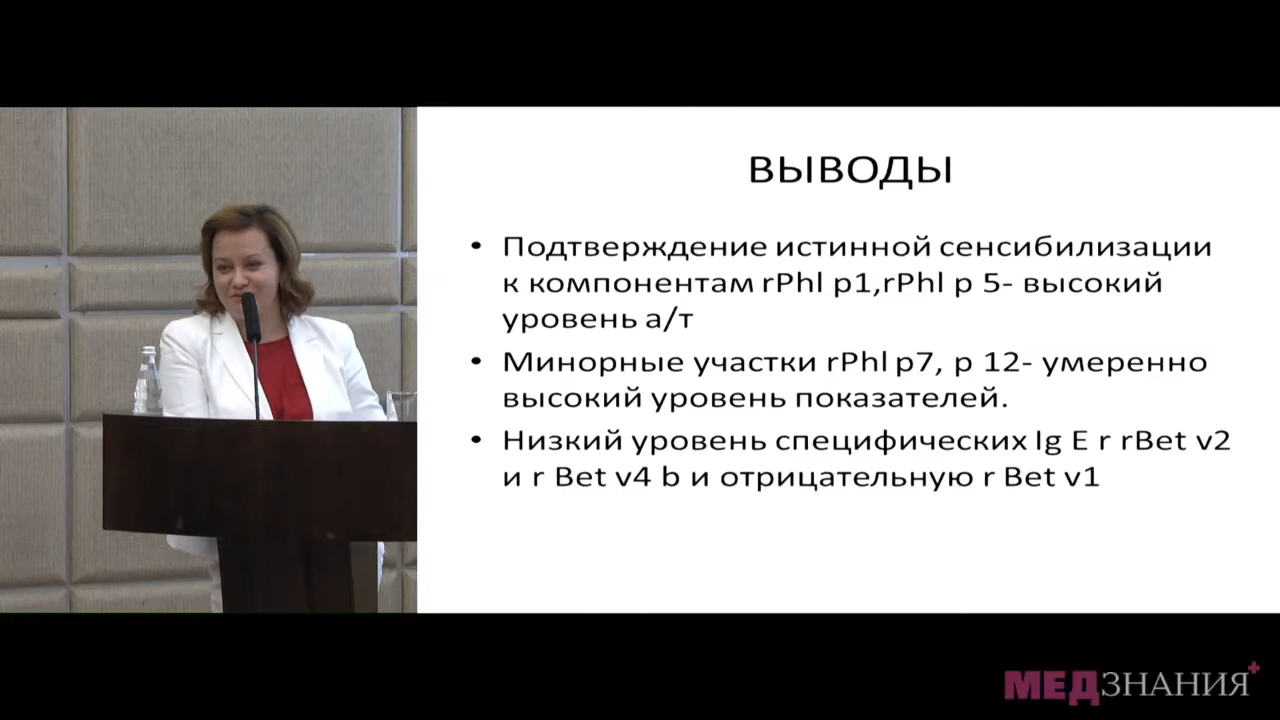 ВЫВОДЫ
• Подтверждение истинной сенсибилизации
к компонентам rPhl p1,rPhl p 5- высокий
уровень а/т
• Минорные участки rPhl p7, p 12- умеренно
высокий уровень показателей.
• Низкий уровень специфических Ig E r rBet v2
и r Bet v4 b и отрицательную r Bet v1
МЕДЗНАНИЯ+